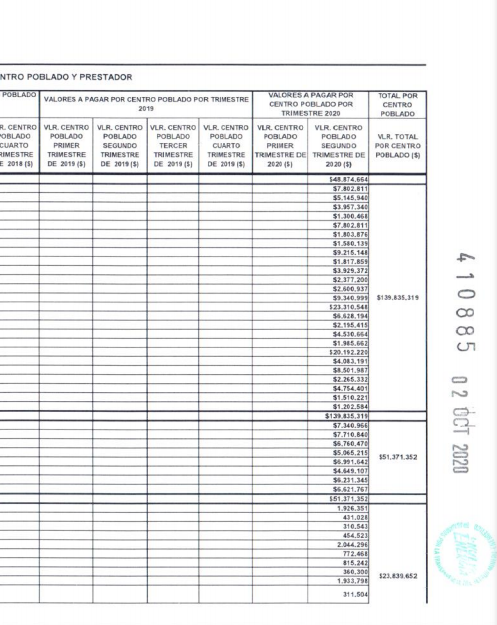 NTRO POBLADO Y PRESTADOR
POBLADO
VALORES A PAGAR POR CENTRO POBLADO POR TRIMESTRE
2019
VALORES A PAGAR POR
CENTRO POBLADO POR
TRIMESTRE 2020
TOTAL POR
CENTRO
POBLADO
R. CENTRO
POBLADO
CUARTO
RIMESTRE
E 2018 ($)
VLR. CENTRO
POBLADO
PRIMER
TRIMESTRE
DE 2019 ($)
VLR. CENTRO
POBLADO
SEGUNDO
TRIMESTRE
DE 2019 ($)
VLR. CENTRO
POBLADO
TERCER
TRIMESTRE
DE 2019 ($)
VLR. CENTRO
POBLADO
CUARTO
TRIMESTRE
DE 2019 ($)
VLR. CENTRO
POBLADO
PRIMER
TRIMESTRE DE
2020 ($)
VLR. CENTRO
POBLADO
SEGUNDO
TRIMESTRE DE
2020 ($)
VLR. TOTAL
POR CENTRO
POBLADO ($)
$48,874,664
$7,802,811
$5,145,940
$3,957,340
$1,300,468
$7,802,811
$1,803,876
$1,580,139
$9,215,148
$1,817,859
$3,929,372
$2,377,200
$2,600,937
$9,340,999
$139,835,319
$23,310,548
$6,628,194
$2,195,415
$4,530,664
$1,985,662
$20,192,220
$4,083,191
$8,501,987
$2,265,332
$4,754,401
$1,510,221
$1,202,584
$139,835,319
$7,340,966
$7,710,840
$6,760,470
$5,065,215
$51,371,352
$6,991,642
$4,649,107
$6,231,345
$6,621,767
$51,371,352
1,926,351
431,028
310,543
454,523
2,044,296
772,468
815,242
360,300
$23,839,652
1,933,798
311,504
410885 02 OCT 2020